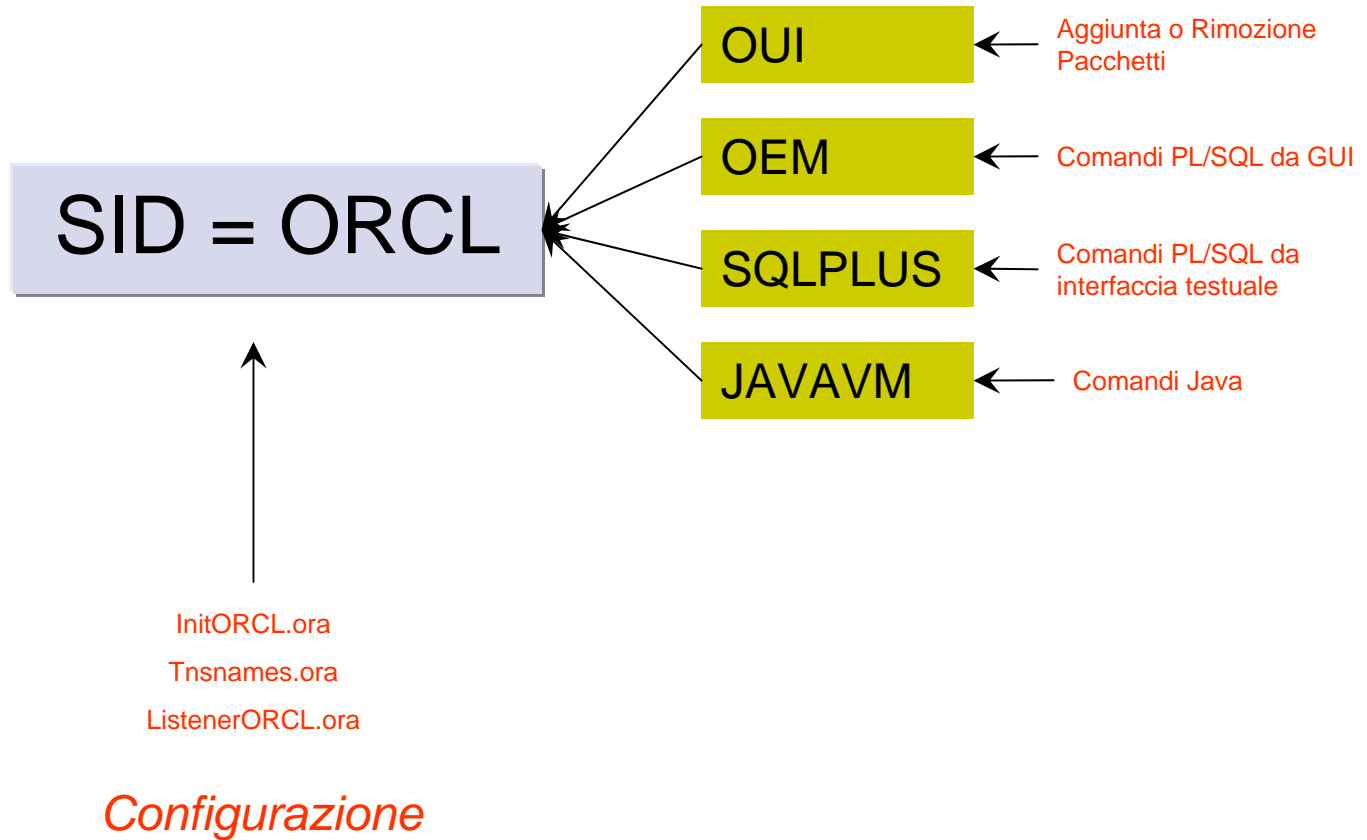 OUI
Aggiunta o Rimozione
Pacchetti
OEM
Comandi PL/SQL da GUI
SID = ORCL
SQLPLUS
Comandi PL/SQL da
interfaccia testuale
JAVAVM
Comandi Java
InitORCL.ora
Tnsnames.ora
ListenerORCL.ora
Configurazione